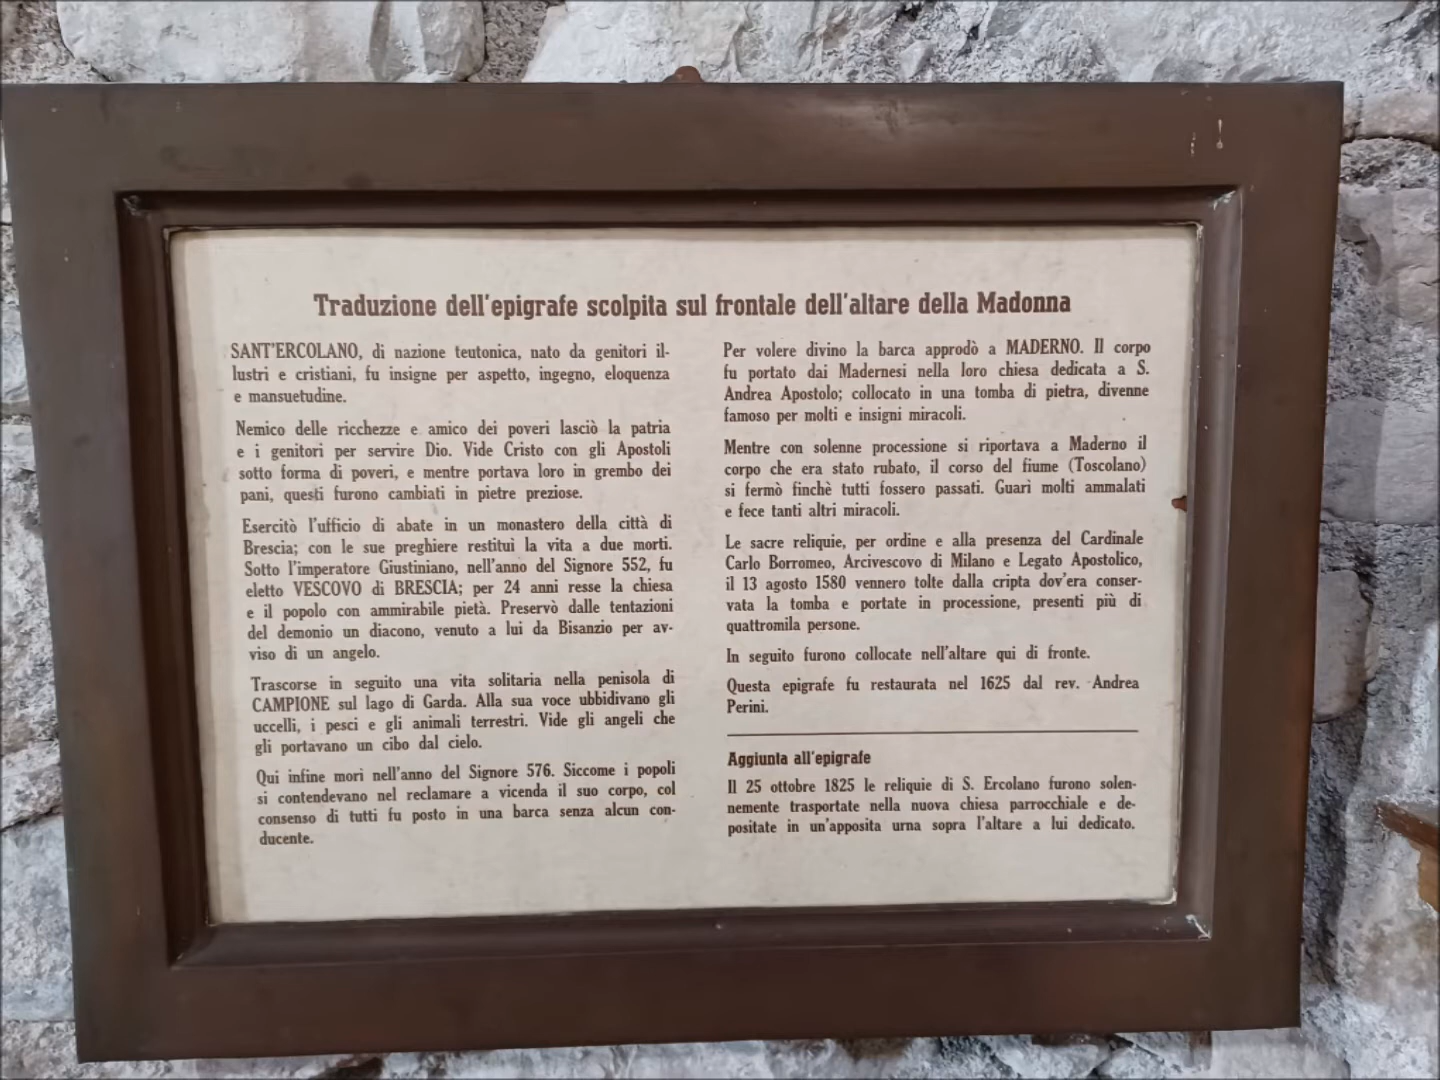 Traduzione dell'epigrafe scolpita sul frontale dell'altare della Madonna
SANT'ERCOLANO, di nazione teutonica, nato da genitori il-
lustri e cristiani, fu insigne per aspetto, ingegno, eloquenza
e mansuetudine.
Nemico delle ricchezze e amico dei poveri lasciò la patria
e i genitori per servire Dio. Vide Cristo con gli Apostoli
sotto forma di poveri, e mentre portava loro in grembo dei
pani, questi furono cambiati in pietre preziose.
Esercitò l'ufficio di abate in un monastero della città di
Brescia; con le sue preghiere restituì la vita a due morti.
Sotto l'imperatore Giustiniano, nell'anno del Signore 552, fu
eletto VESCOVO di BRESCIA; per 24 anni resse la chiesa
e il popolo con ammirabile pietà. Preservò dalle tentazioni
del demonio un diacono, venuto a lui da Bisanzio per av-
viso di un angelo.
Trascorse in seguito una vita solitaria nella penisola di
CAMPIONE sul lago di Garda. Alla sua voce ubbidivano gli
uccelli, i pesci e gli animali terrestri. Vide gli angeli che
gli portavano un cibo dal cielo.
Qui infine morì nell'anno del Signore 576. Siccome i popoli
si contendevano nel reclamare a vicenda il suo corpo, col
consenso di tutti fu posto in una barca senza alcun con-
ducente.
Per volere divino la barca approdò a MADERNO. Il corpo
fu portato dai Madernesi nella loro chiesa dedicata a S.
Andrea Apostolo; collocato in una tomba di pietra, divenne
famoso per molti e insigni miracoli.
Mentre con solenne processione si riportava a Maderno il
corpo che era stato rubato, il corso del fiume (Toscolano)
si fermò finchè tutti fossero passati. Guarì molti ammalati
e fece tanti altri miracoli.
Le sacre reliquie, per ordine e alla presenza del Cardinale
Carlo Borromeo, Arcivescovo di Milano e Legato Apostolico,
il 13 agosto 1580 vennero tolte dalla cripta dov'era conser-
vata la tomba e portate in processione, presenti più di
quattromila persone.
In seguito furono collocate nell'altare qui di fronte.
Questa epigrafe fu restaurata nel 1625 dal rev. Andrea
Perini.
Aggiunta all'epigrafe
Il 25 ottobre 1825 le reliquie di S. Ercolano furono solen-
nemente trasportate nella nuova chiesa parrocchiale e de-
positate in un'apposita urna sopra l'altare a lui dedicato.